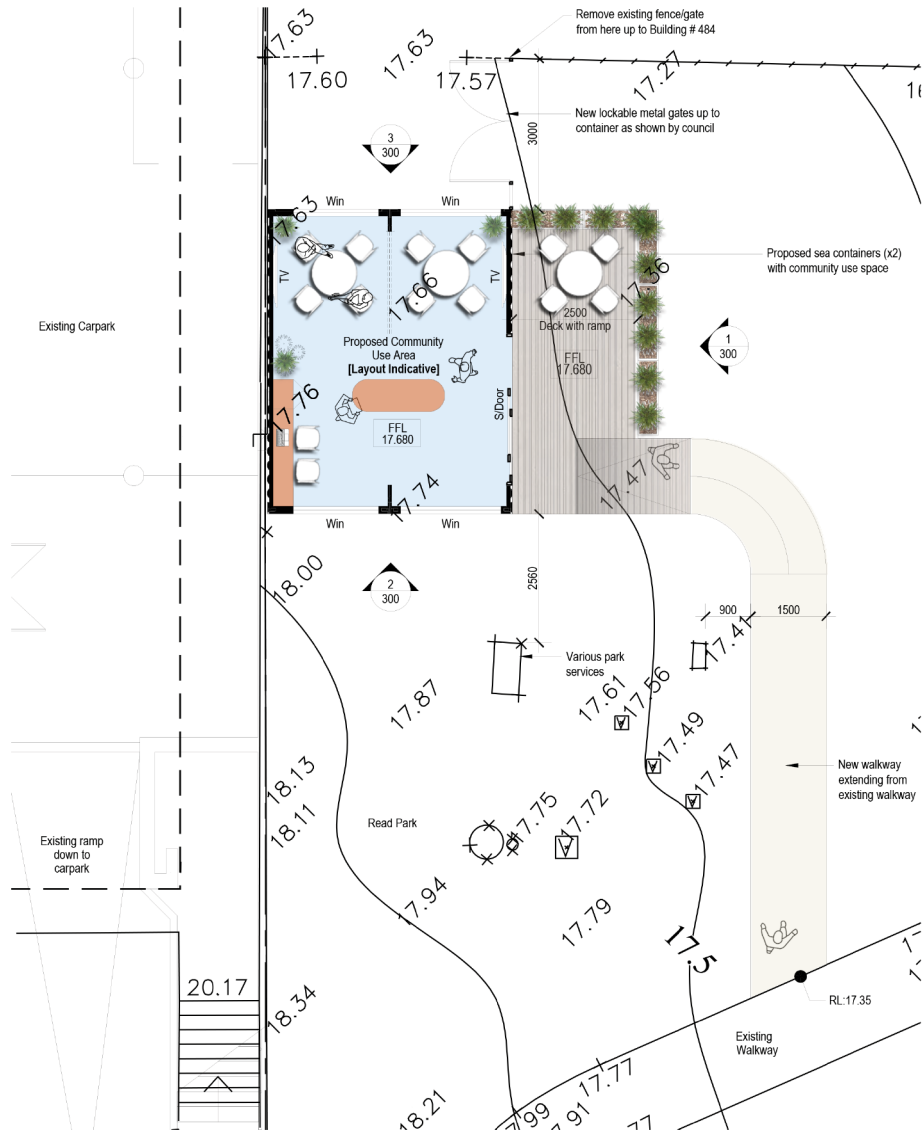 Remove existing fence/gate
from here up to Building # 484
17.63
17.63
17.60
17.57
17.27
New lockable metal gates up to
container as shown by council
3000
3
300
Win
Win
17.63
TV
TV
17.66
17.36
Proposed sea containers (x2)
with community use space
2500
Deck with ramp
FFL
17.680
1
300
Existing Carpark
Proposed Community
Use Area
[Layout Indicative]
17.76
S/Door
FFL
17.680
17.74
17.47
Win
Win
18.00
2
300
2560
900
1500
17.41
Various park
services
17.87
17.61
17.56
17.49
17.47
New walkway
extending from
existing walkway
18.13
18.11
Read Park
17.75
17.72
Existing ramp
down to
carpark
17.94
17.79
17.5
20.17
18.34
RL:17.35
Existing
Walkway
17.77
18.21
7.99
17.91